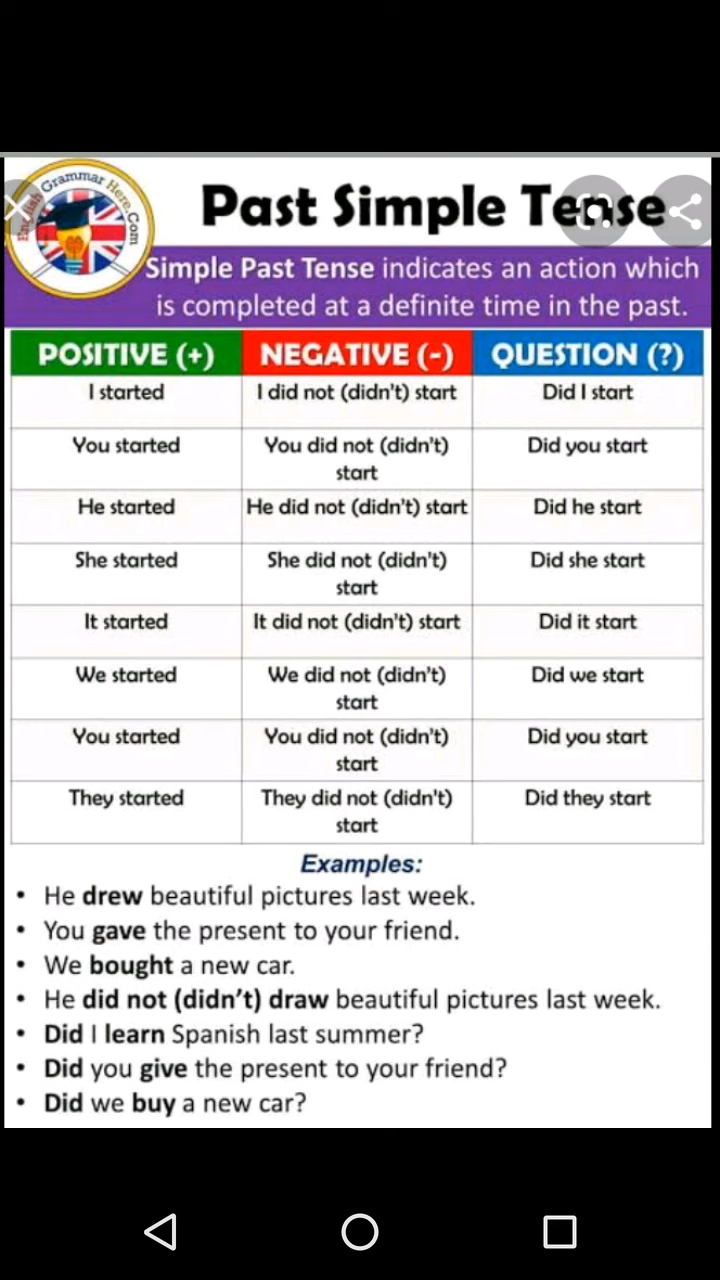 English Grammar Here.Com
Past Simple Tense
Simple Past Tense indicates an action which
is completed at a definite time in the past.
POSITIVE (+) NEGATIVE (-) QUESTION (?)
I started I did not (didn't) start Did I start
You started You did not (didn't) Did you start
start
He started He did not (didn't) start Did he start
She started She did not (didn't) Did she start
start
It started It did not (didn't) start Did it start
We started We did not (didn't) Did we start
start
You started You did not (didn't) Did you start
start
They started They did not (didn't) Did they start
start
Examples:
• He drew beautiful pictures last week.
• You gave the present to your friend.
• We bought a new car.
• He did not (didn't) draw beautiful pictures last week.
• Did I learn Spanish last summer?
• Did you give the present to your friend?
• Did we buy a new car?